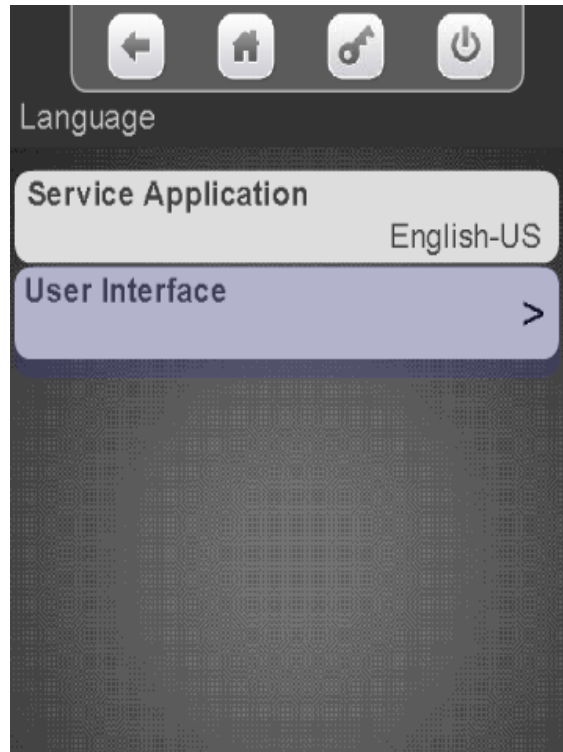 Language
Service Application
English-US
User Interface
>